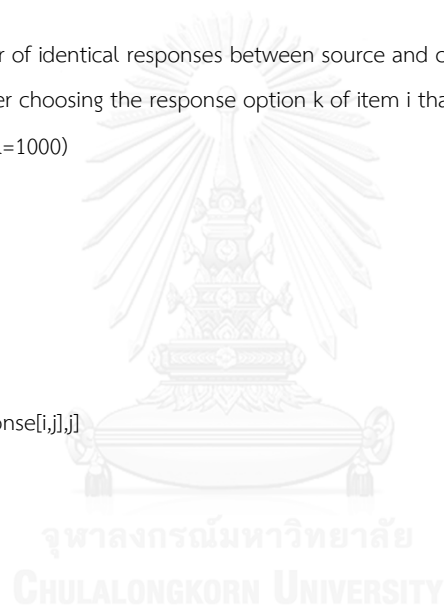 r of identical responses between source and c
er choosing the response option k of item i tha
=1000)
onse[i,j],j]
จุฬาลงกรณ์มหาวิทยาลัย
CHULALONGKORN UNIVERSITY